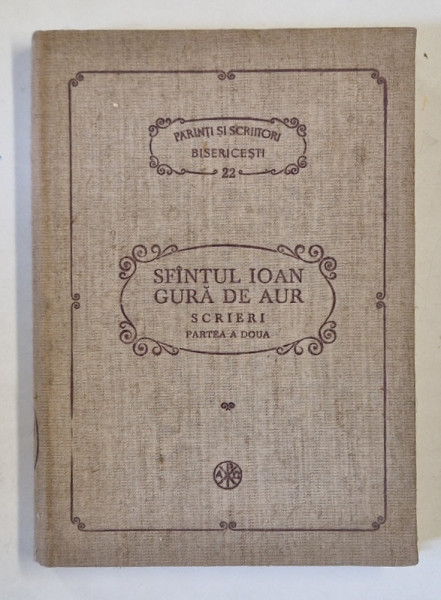 PĂRINȚI ȘI SCRIITORI
BISERICEȘTI
22
SFÎNTUL IOAN
GURĂ DE AUR
SCRIERI
PARTEA A DOUA